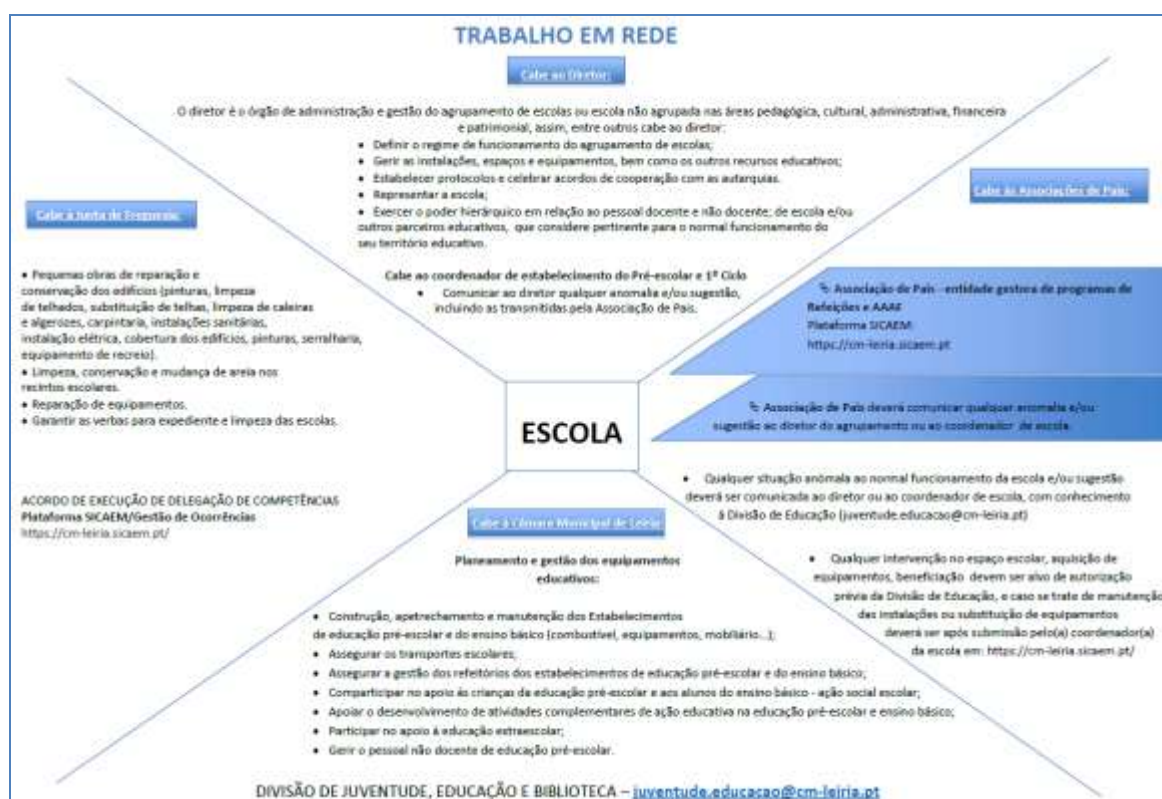 TRABALHO EM REDE
Cabe ao Diretor:
O diretor é o órgão de administração e gestão do agrupamento de escolas ou escola não agrupada nas áreas pedagógica, cultural, administrativa, financeira
e patrimonial, assim, entre outros cabe ao diretor:
• Definir o regime de funcionamento do agrupamento de escolas;
• Gerir as instalações, espaços e equipamentos, bem como os outros recursos educativos;
• Estabelecer protocolos e celebrar acordos de cooperação com as autarquias.
• Representar a escola;
• Exercer o poder hierárquico em relação ao pessoal docente e não docente; de escola e/ou
outros parceiros educativos, que considere pertinente para o normal funcionamento do
seu território educativo.
Cabe ao coordenador de estabelecimento do Pré-escolar e 1º Ciclo
• Comunicar ao diretor qualquer anomalia e/ou sugestão,
incluindo as transmitidas pela Associação de Pais.
Cabe à Junta de Freguesia:
• Pequenas obras de reparação e
conservação dos edifícios (pinturas, limpeza
de telhados, substituição de telhas, limpeza de caleiras
e algerozes, carpintaria, instalações sanitárias,
instalação elétrica, cobertura dos edifícios, pinturas, serralharia,
equipamento de recreio).
• Limpeza, conservação e mudança de areia nos
recintos escolares.
• Reparação de equipamentos.
• Garantir as verbas para expediente e limpeza das escolas.
ACORDO DE EXECUÇÃO DE DELEGAÇÃO DE COMPETÊNCIAS
Plataforma SICAEM/Gestão de Ocorrências
https://cm-leiria.sicaem.pt/
ESCOLA
Cabe às Associações de Pais:
Associação de Pais - entidade gestora de programas de
Refeições e AAAF
Plataforma SICAEM:
https://cm-leiria.sicaem.pt
Associação de Pais deverá comunicar qualquer anomalia e/ou
sugestão ao diretor do agrupamento ou ao coordenador de escola.
• Qualquer situação anómala ao normal funcionamento da escola e/ou sugestão
deverá ser comunicada ao diretor ou ao coordenador de escola, com conhecimento
à Divisão de Educação (juventude.educacao@cm-leiria.pt)
• Qualquer intervenção no espaço escolar, aquisição de
equipamentos, beneficiação devem ser alvo de autorização
prévia da Divisão de Educação, e caso se trate de manutenção
das instalações ou substituição de equipamentos
deverá ser após submissão pelo(a) coordenador(a)
da escola em: https://cm-leiria.sicaem.pt/
Cabe à Câmara Municipal de Leiria
Planeamento e gestão dos equipamentos
educativos:
• Construção, apetrechamento e manutenção dos Estabelecimentos
de educação pré-escolar e do ensino básico (combustível, equipamentos, mobiliário...);
• Assegurar os transportes escolares;
• Assegurar a gestão dos refeitórios dos estabelecimentos de educação pré-escolar e do ensino básico;
• Comparticipar no apoio às crianças da educação pré-escolar e aos alunos do ensino básico - ação social escolar;
• Apoiar o desenvolvimento de atividades complementares de ação educativa na educação pré-escolar e ensino básico;
• Participar no apoio à educação extraescolar;
• Gerir o pessoal não docente de educação pré-escolar.
DIVISÃO DE JUVENTUDE, EDUCAÇÃO E BIBLIOTECA – juventude.educacao@cm-leiria.pt